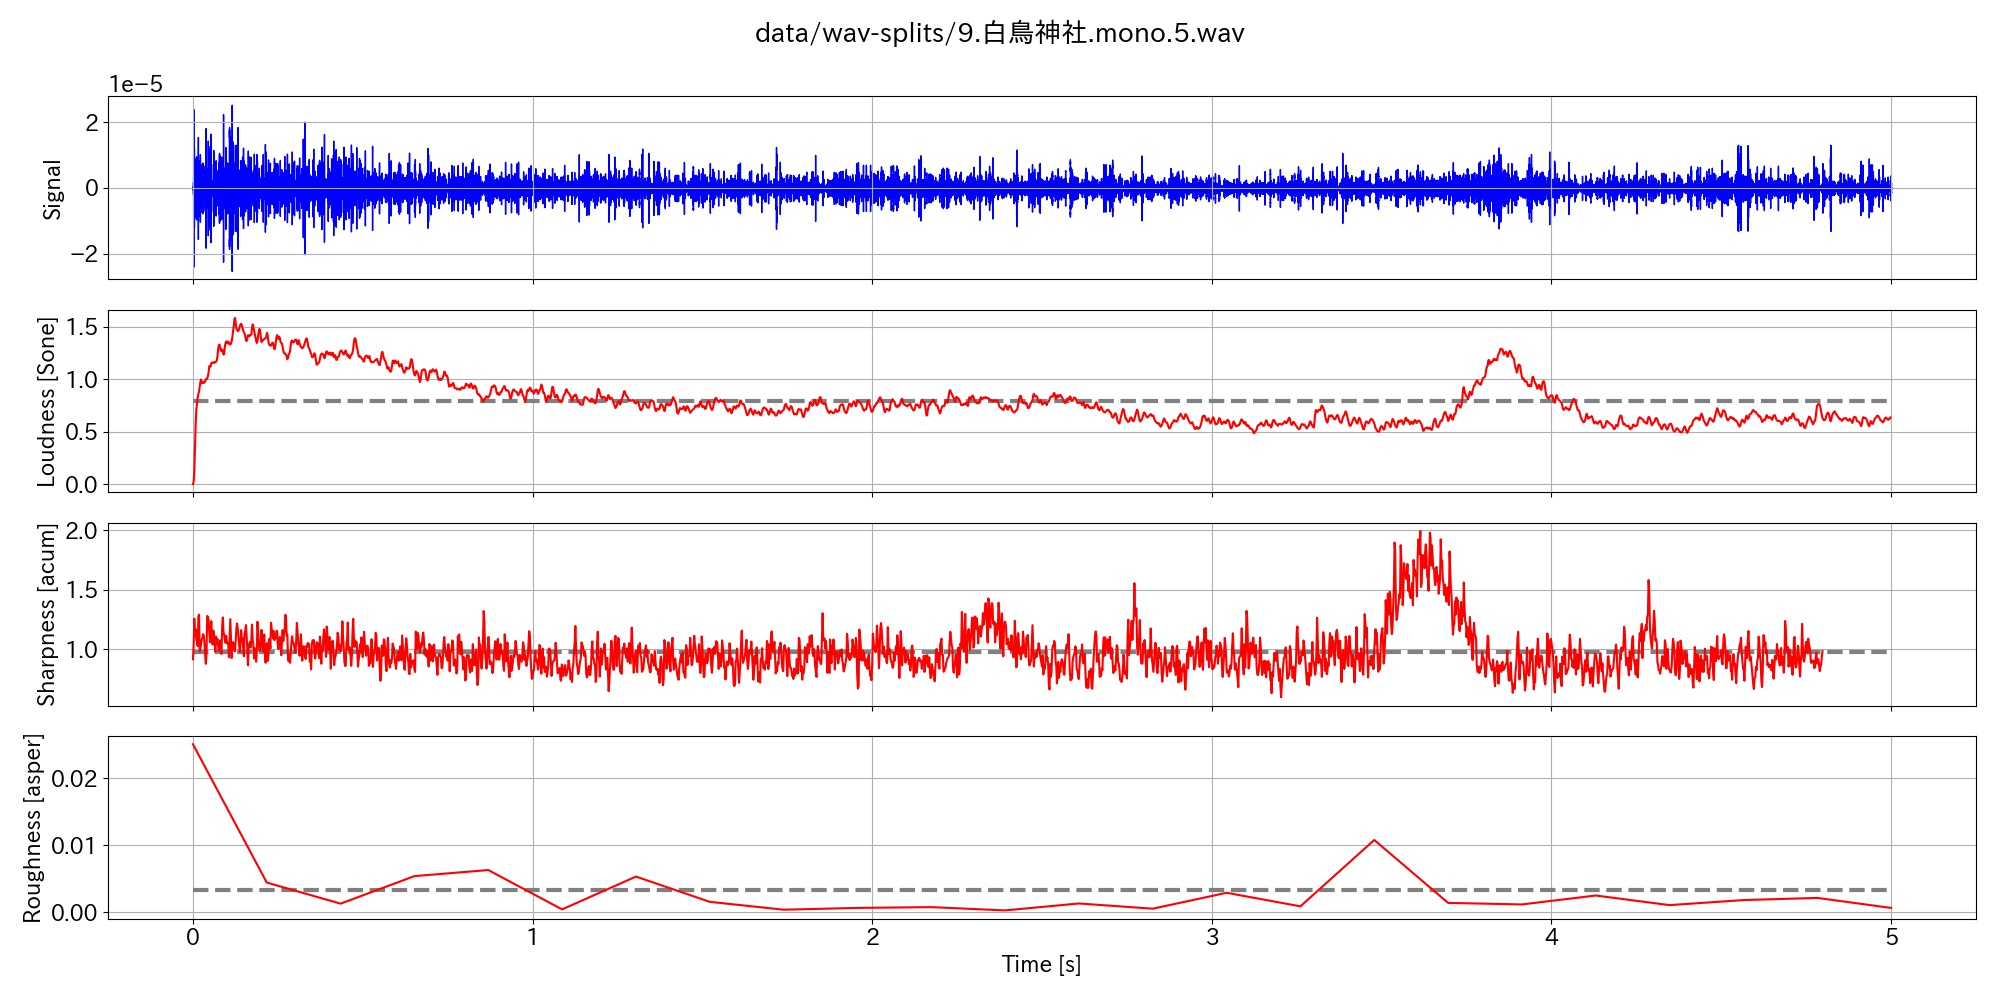 data/wav-splits/9.白鳥神社.mono.5.wav
1e−5
Signal
2
0
−2
Loudness [Sone]
1.5
1.0
0.5
0.0
Sharpness [acum]
2.0
1.5
1.0
Roughness [asper]
0.02
0.01
0.00
0 1 2 3 4 5
Time [s]